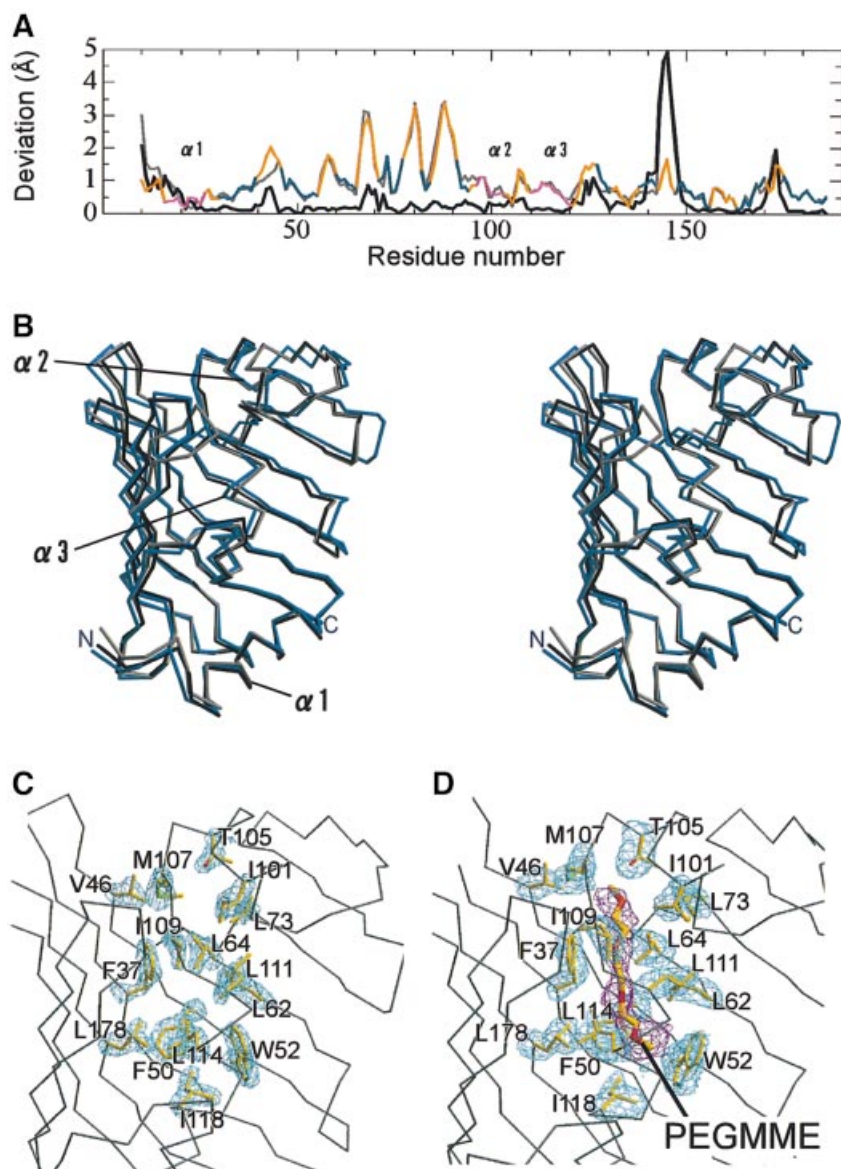 A
Deviation (Å)
5
4
3
2
1
0
α1
α2
α3
50
100
150
Residue number
B
α2
α3
N
C
α1
N
C
C
T105
M107
I101
V46
L73
I109
L64
F37
L111
L62
L178
L114
W52
F50
I118
D
T105
M107
I101
V46
L73
I109
L64
F37
L111
L62
L114
L178
W52
F50
I118
PEGMME